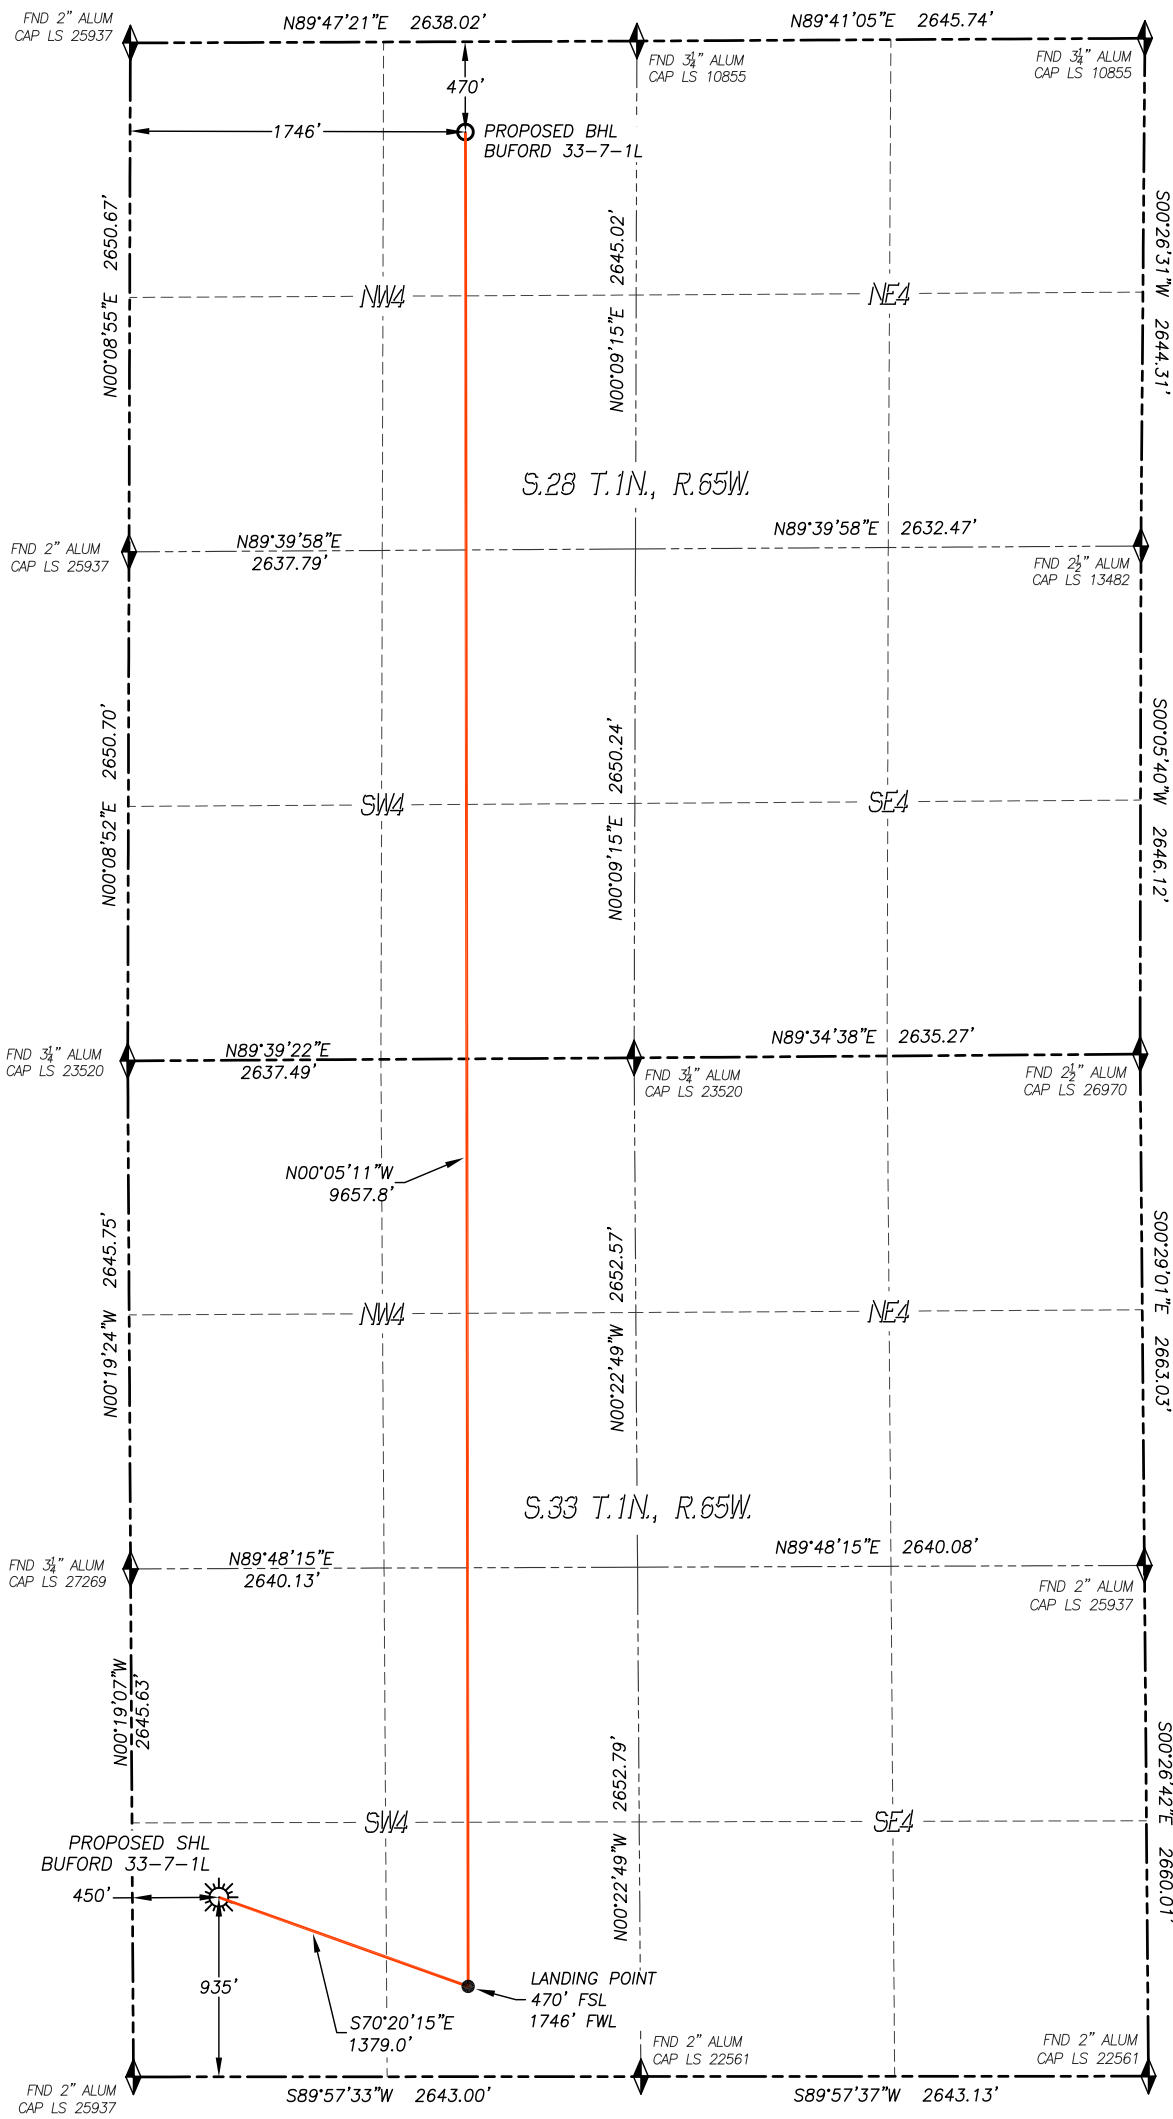 FND 2" ALUM
CAP LS 25937
N89°47'21"E 2638.02'
N89°41'05"E 2645.74'
FND 3¼" ALUM
CAP LS 10855
FND 3¼" ALUM
CAP LS 10855
470'
1746'
PROPOSED BHL
BUFORD 33-7-1L
N00°08'55"E 2650.67'
N00°09'15"E 2645.02'
S00°26'31"W 2644.31'
NW4
NE4
S.28 T.1N., R.65W.
FND 2" ALUM
CAP LS 25937
N89°39'58"E
2637.79'
N89°39'58"E 2632.47'
FND 2½" ALUM
CAP LS 13482
N00°08'52"E 2650.70'
N00°09'15"E 2650.24'
S00°05'40"W 2646.12'
SW4
SE4
FND 3¼" ALUM
CAP LS 23520
N89°39'22"E
2637.49'
N89°34'38"E 2635.27'
FND 3¼" ALUM
CAP LS 23520
FND 2½" ALUM
CAP LS 26970
N00°05'11"W
9657.8'
N00°19'24"W 2645.75'
N00°22'49"W 2652.57'
S00°29'01"E 2663.03'
NW4
NE4
S.33 T.1N., R.65W.
FND 3¼" ALUM
CAP LS 27269
N89°48'15"E
2640.13'
N89°48'15"E 2640.08'
FND 2" ALUM
CAP LS 25937
N00°19'07"W
2645.63'
N00°22'49"W 2652.79'
S00°26'42"E 2660.01'
SW4
SE4
PROPOSED SHL
BUFORD 33-7-1L
450'
935'
LANDING POINT
470' FSL
1746' FWL
S70°20'15"E
1379.0'
FND 2" ALUM
CAP LS 22561
FND 2" ALUM
CAP LS 22561
FND 2" ALUM
CAP LS 25937
S89°57'33"W 2643.00'
S89°57'37"W 2643.13'